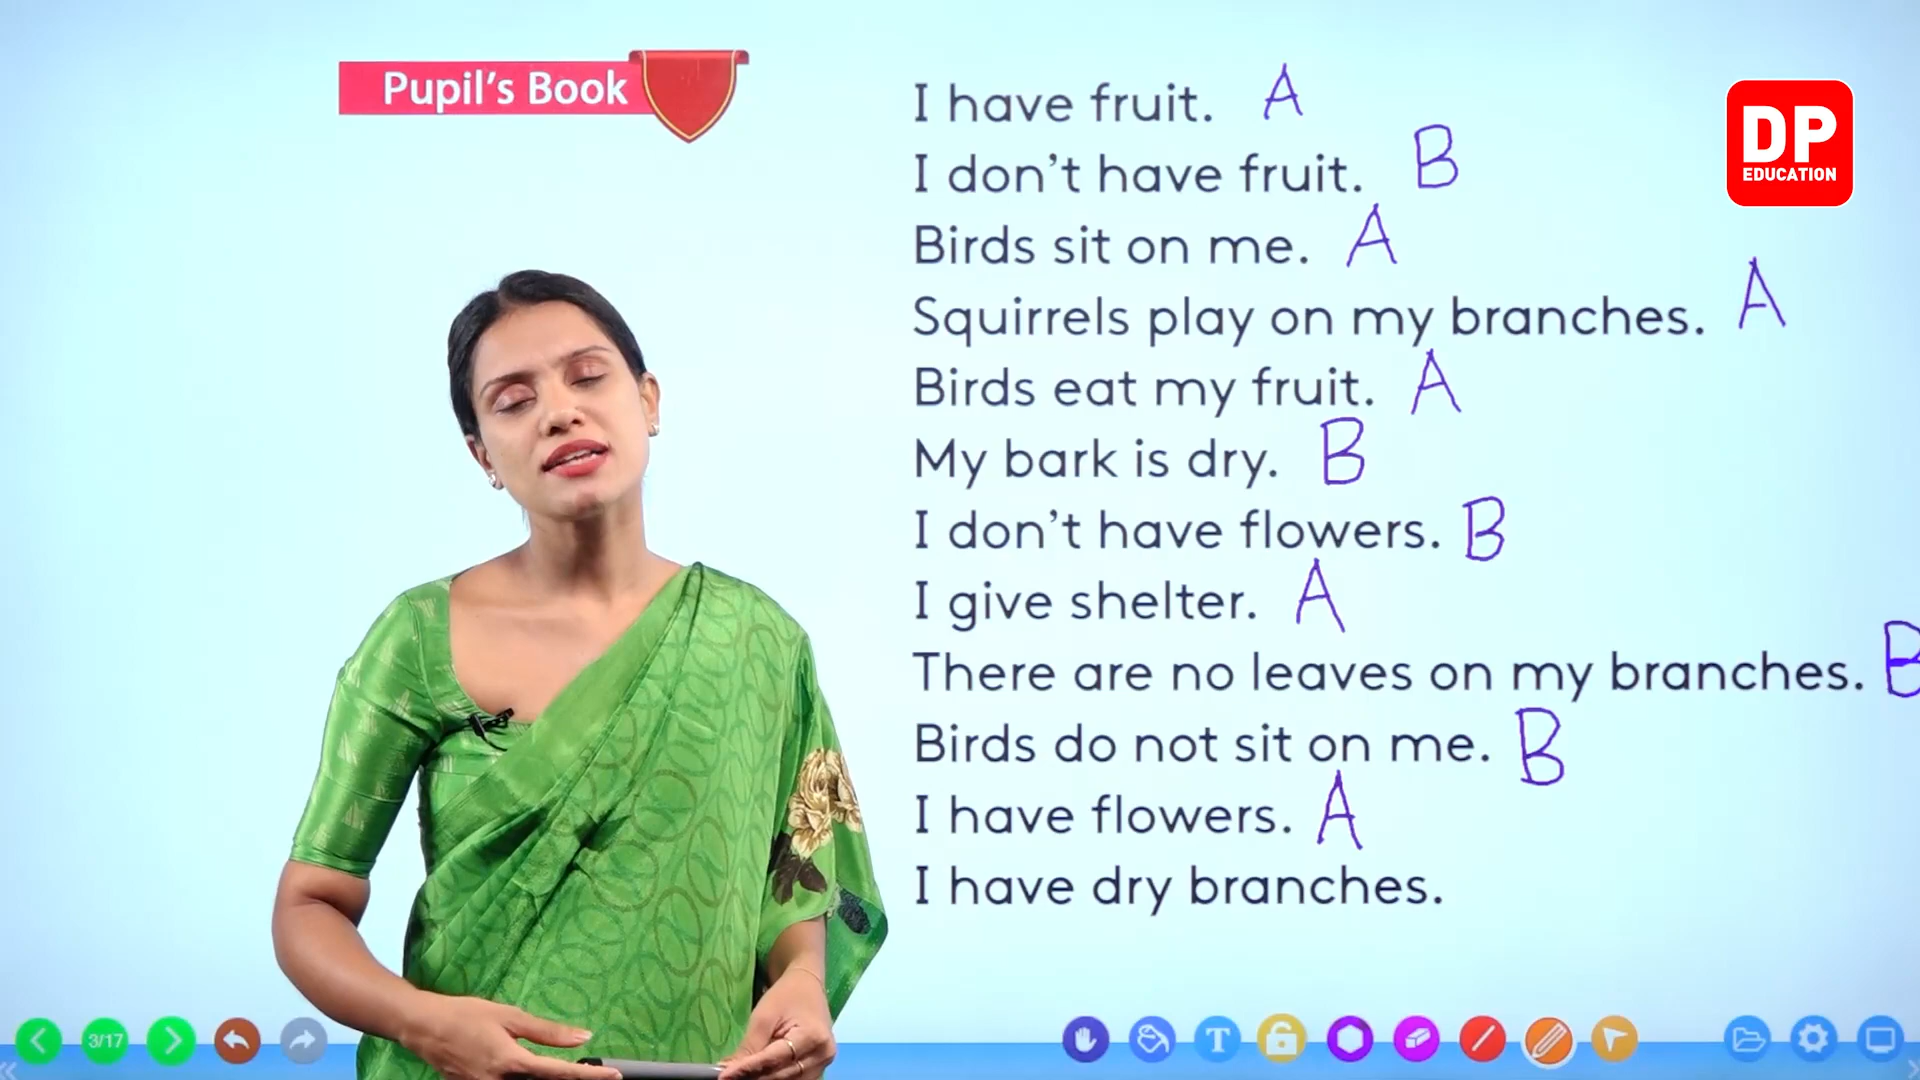 Pupil's Book
DP
EDUCATION
I have fruit. A
I don't have fruit. B
Birds sit on me. A
Squirrels play on my branches. A
Birds eat my fruit. A
My bark is dry. B
I don't have flowers. B
I give shelter. A
There are no leaves on my branches. B
Birds do not sit on me. B
I have flowers. A
I have dry branches.
3/17
T